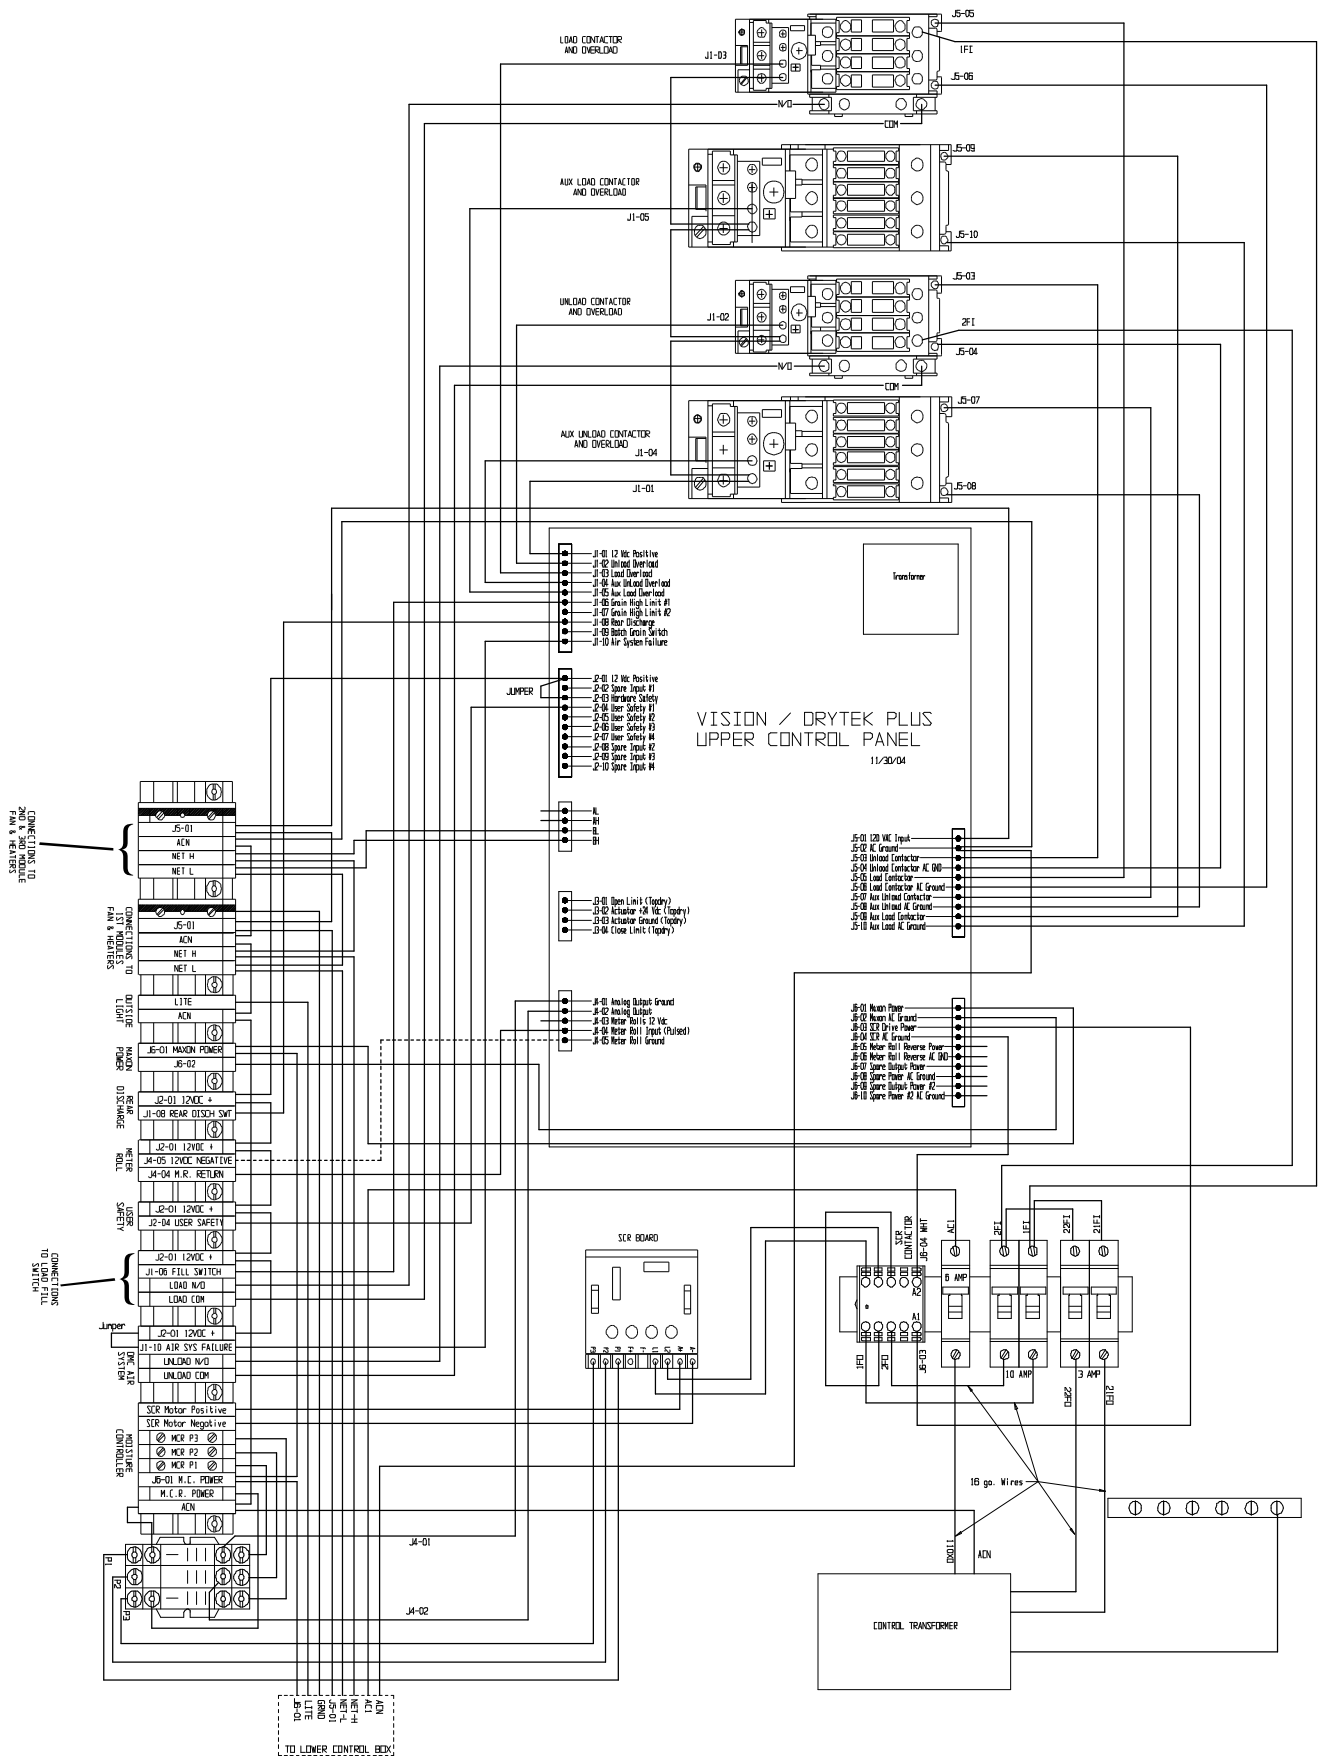 LOAD CONTACTOR
AND OVERLOAD
J1-03
J5-05
1FI
J5-06
N/O
COM
AUX LOAD CONTACTOR
AND OVERLOAD
J1-05
J5-09
J5-10
UNLOAD CONTACTOR
AND OVERLOAD
J1-02
J5-03
2FI
J5-04
N/O
COM
AUX UNLOAD CONTACTOR
AND OVERLOAD
J1-04
J1-01
J5-07
J5-08
J1-01 12 Vdc Positive
J1-02 Unload Overload
J1-03 Load Overload
J1-04 Aux UnLoad Overload
J1-05 Aux Load Overload
J1-06 Grain High Limit #1
J1-07 Grain High Limit #2
J1-08 Rear Discharge
J1-09 Batch Grain Switch
J1-10 Air System Failure
Transformer
JUMPER
J2-01 12 Vdc Positive
J2-02 Spare Input #1
J2-03 Hardware Safety
J2-04 User Safety #1
J2-05 User Safety #2
J2-06 User Safety #3
J2-07 User Safety #4
J2-08 Spare Input #2
J2-09 Spare Input #3
J2-10 Spare Input #4
VISION / DRYTEK PLUS
UPPER CONTROL PANEL
11/30/04
AL
AH
BL
BH
J3-01 Open Limit (Topdry)
J3-02 Actuator +24 Vdc (Topdry)
J3-03 Actuator Ground (Topdry)
J3-04 Close Limit (Topdry)
J4-01 Analog Output Ground
J4-02 Analog Output
J4-03 Meter Rolls 12 Vdc
J4-04 Meter Roll Input (Pulsed)
J4-05 Meter Roll Ground
J5-01 120 VAC Input
J5-02 AC Ground
J5-03 Unload Contactor
J5-04 Unload Contactor AC GND
J5-05 Load Contactor
J5-06 Load Contactor AC Ground
J5-07 Aux Unload Contactor
J5-08 Aux Unload AC Ground
J5-09 Aux Load Contactor
J5-10 Aux Load AC Ground
J6-01 Maxon Power
J6-02 Maxon AC Ground
J6-03 SCR Drive Power
J6-04 SCR AC Ground
J6-05 Meter Roll Reverse Power
J6-06 Meter Roll Reverse AC GND
J6-07 Spare Output Power
J6-08 Spare Power AC Ground
J6-09 Spare Output Power #2
J6-10 Spare Power #2 AC Ground
CONNECTIONS TO
2ND & 3RD MODULE
FAN & HEATERS
J5-01
ACN
NET H
NET L
CONNECTIONS TO
1ST MODULES
FAN & HEATERS
J5-01
ACN
NET H
NET L
OUTSIDE
LIGHT
LITE
ACN
MAXON
POWER
J6-01 MAXON POWER
J6-02
REAR
DISCHARGE
J2-01 12VDC +
J1-08 REAR DISCH SWT
METER
ROLL
J2-01 12VDC +
J4-05 12VDC NEGATIVE
J4-04 M.R. RETURN
USER
SAFETY
J2-01 12VDC +
J2-04 USER SAFETY
CONNECTIONS
TO LOAD FILL
SWITCH
J2-01 12VDC +
J1-06 FILL SWITCH
LOAD N/O
LOAD COM
Jumper
DMC AIR
SYSTEM
J2-01 12VDC +
J1-10 AIR SYS FAILURE
UNLOAD N/O
UNLOAD COM
MOISTURE
CONTROLLER
SCR Motor Positive
SCR Motor Negative
MCR P3
MCR P2
MCR P1
J6-01 M.C. POWER
M.C.R. POWER
ACN
P1
P2
P3
J4-01
J4-02
SCR BOARD
P3
P2
P1
F+
F-
L1
L2
A+
A-
SCR
CONTACTOR
J6-04 WHT
A2
A1
1FO
2FO
J6-03
AC1
6 AMP
2FI
1FI
22FI
21FI
10 AMP
3 AMP
22FO
21FO
16 ga. Wires
110XO
ACN
CONTROL TRANSFORMER
J6-01
LITE
GRND
J5-01
NET-L
NET-H
AC1
ACN
TO LOWER CONTROL BOX